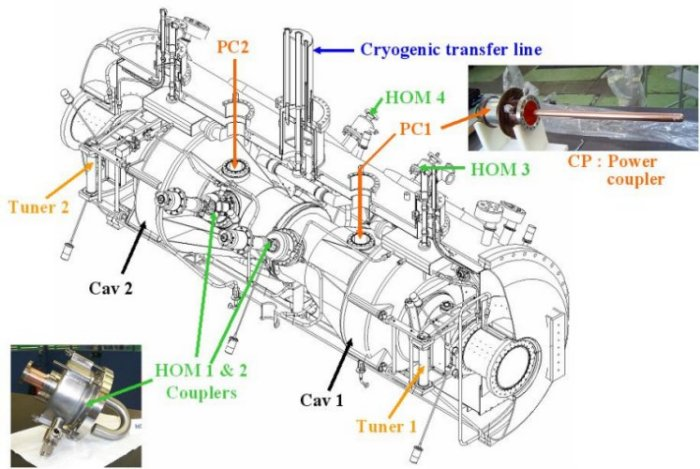 PC2
Cryogenic transfer line
HOM 4
PC1
HOM 3
CP : Power
coupler
Tuner 2
Cav 2
HOM 1 & 2
Couplers
Cav 1
Tuner 1